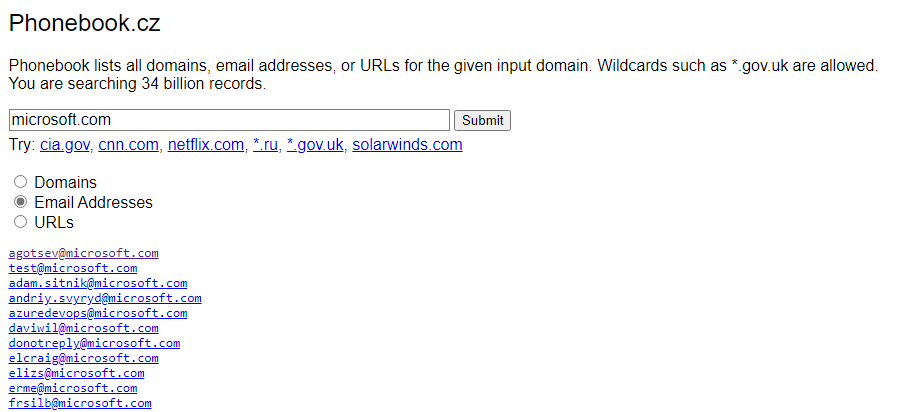 Phonebook.cz
Phonebook lists all domains, email addresses, or URLs for the given input domain. Wildcards such as *.gov.uk are allowed.
You are searching 34 billion records.
microsoft.com Submit
Try: cia.gov, cnn.com, netflix.com, *.ru, *.gov.uk, solarwinds.com
Domains
Email Addresses
URLs
agotsev@microsoft.com
test@microsoft.com
adam.sitnik@microsoft.com
andriy.svyryd@microsoft.com
azuredevops@microsoft.com
daviwil@microsoft.com
donotreply@microsoft.com
elcraig@microsoft.com
elizs@microsoft.com
erme@microsoft.com
frsilb@microsoft.com